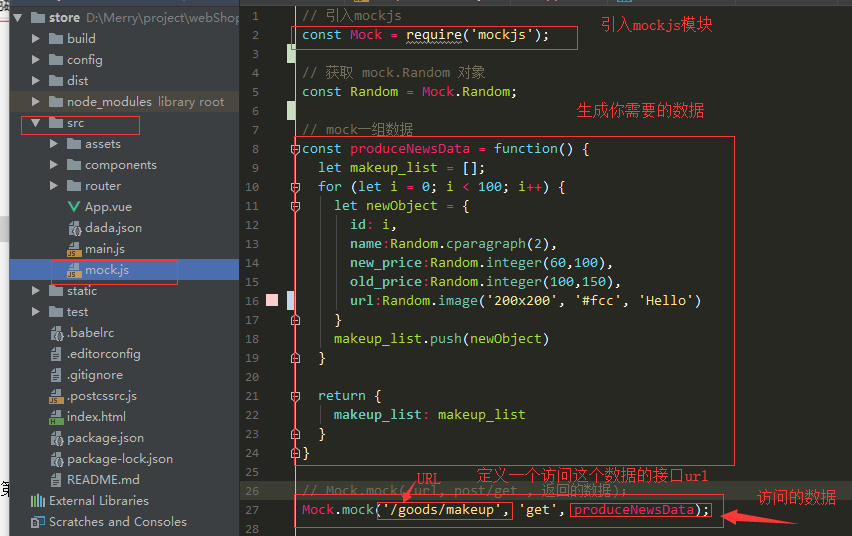 store D:\Merry\project\webShop
build
config
dist
node_modules library root
src
assets
components
router
App.vue
dada.json
main.js
mock.js
static
test
.babelrc
.editorconfig
.gitignore
.postcssrc.js
index.html
package.json
package-lock.json
README.md
External Libraries
Scratches and Consoles
1 // 引入mockjs
2 const Mock = require('mockjs');
引入mockjs模块
3
4 // 获取 mock.Random 对象
5 const Random = Mock.Random;
6
生成你需要的数据
7 // mock一组数据
8 const produceNewsData = function() {
9 let makeup_list = [];
10 for (let i = 0; i < 100; i++) {
11 let newObject = {
12 id: i,
13 name:Random.cparagraph(2),
14 new_price:Random.integer(60,100),
15 old_price:Random.integer(100,150),
16 url:Random.image('200x200', '#fcc', 'Hello')
17 }
18 makeup_list.push(newObject)
19 }
20
21 return {
22 makeup_list: makeup_list
23 }
24 }
25
URL 定义一个访问这个数据的接口url
26 // Mock.mock( url, post/get , 返回的数据);
访问的数据
27 Mock.mock('/goods/makeup', 'get', produceNewsData);
28